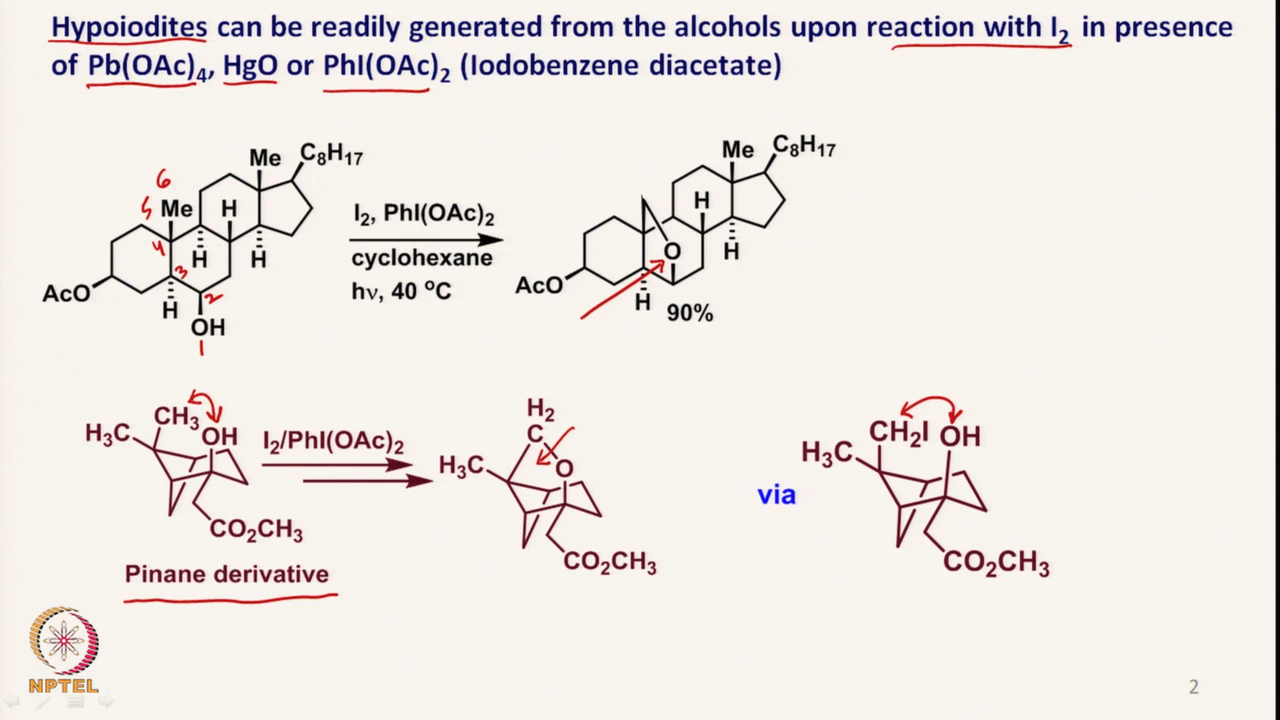 Hypoiodites can be readily generated from the alcohols upon reaction with I₂ in presence
of Pb(OAc)₄, HgO or PhI(OAc)₂ (Iodobenzene diacetate)
Me C₈H₁₇
6
5 Me H
4
H H
3
AcO
2
H
OH
1
I₂, PhI(OAc)₂
cyclohexane
hν, 40 °C
Me C₈H₁₇
H
O
H
AcO
H 90%
CH₃
H₃C OH
CO₂CH₃
Pinane derivative
I₂/PhI(OAc)₂
H₂
C
H₃C O
CO₂CH₃
via
CH₂I OH
H₃C
CO₂CH₃
NPTEL
2